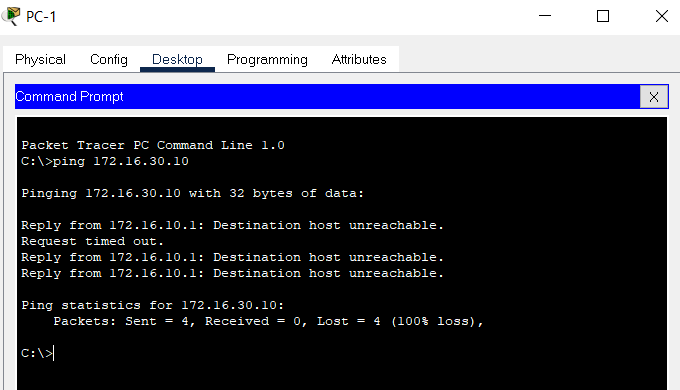 PC-1
Physical Config Desktop Programming Attributes
Command Prompt X
Packet Tracer PC Command Line 1.0
C:\>ping 172.16.30.10
Pinging 172.16.30.10 with 32 bytes of data:
Reply from 172.16.10.1: Destination host unreachable.
Request timed out.
Reply from 172.16.10.1: Destination host unreachable.
Reply from 172.16.10.1: Destination host unreachable.
Ping statistics for 172.16.30.10:
    Packets: Sent = 4, Received = 0, Lost = 4 (100% loss),
C:\>